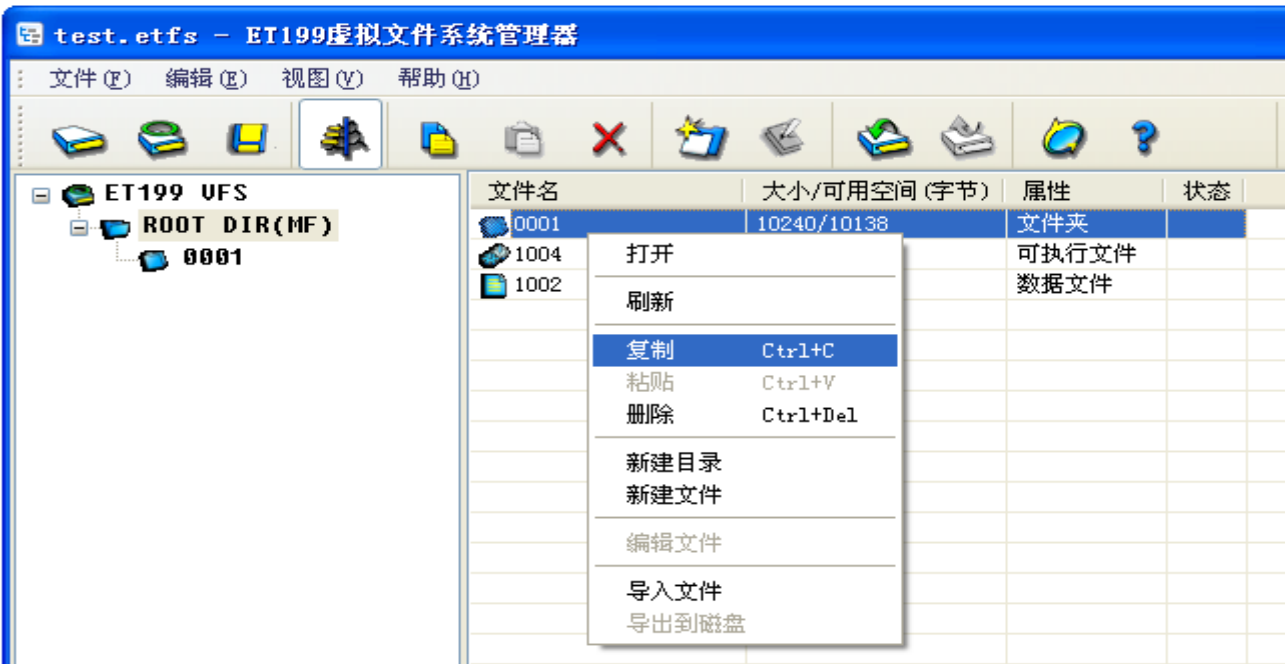 test.etfs - ET199虚拟文件系统管理器
文件(F) 编辑(E) 视图(V) 帮助(H)
ET199 VFS
ROOT DIR(MF)
0001
文件名 大小/可用空间(字节) 属性 状态
0001 10240/10138 文件夹
1004 可执行文件
1002 数据文件
打开
刷新
复制 Ctrl+C
粘贴 Ctrl+V
删除 Ctrl+Del
新建目录
新建文件
编辑文件
导入文件
导出到磁盘